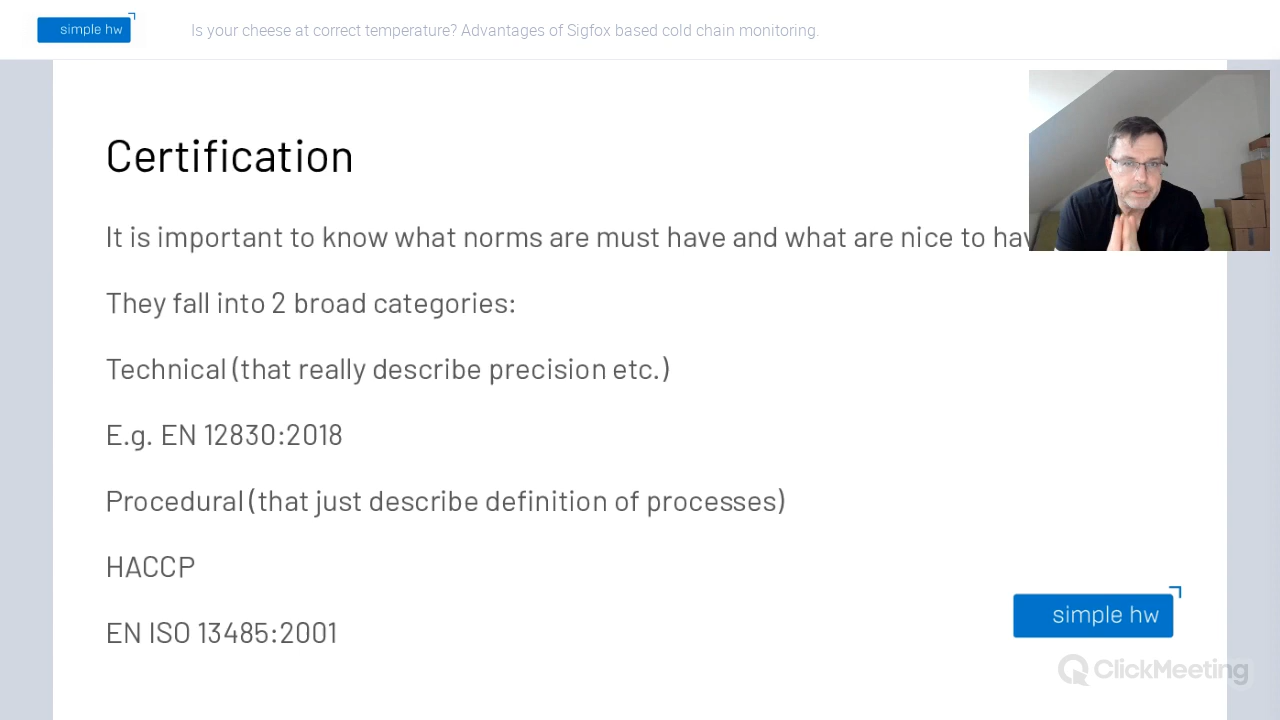 simple hw
Is your cheese at correct temperature? Advantages of Sigfox based cold chain monitoring.
Certification
It is important to know what norms are must have and what are nice to hav
They fall into 2 broad categories:
Technical (that really describe precision etc.)
E.g. EN 12830:2018
Procedural (that just describe definition of processes)
HACCP
EN ISO 13485:2001
simple hw
ClickMeeting